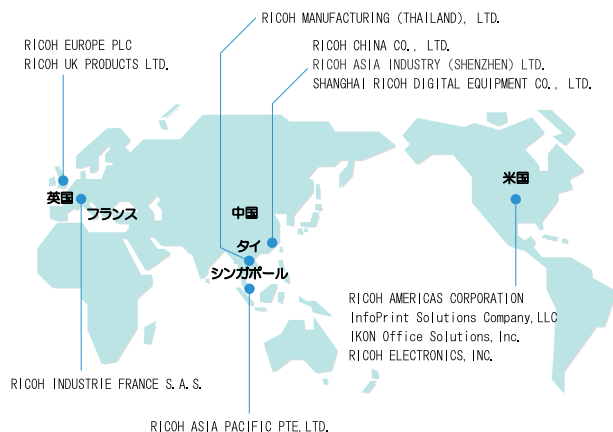 RICOH MANUFACTURING (THAILAND), LTD.
RICOH EUROPE PLC
RICOH UK PRODUCTS LTD.
RICOH CHINA CO., LTD.
RICOH ASIA INDUSTRY (SHENZHEN) LTD.
SHANGHAI RICOH DIGITAL EQUIPMENT CO., LTD.
英国
フランス
中国
タイ
シンガポール
米国
RICOH AMERICAS CORPORATION
InfoPrint Solutions Company, LLC
IKON Office Solutions, Inc.
RICOH ELECTRONICS, INC.
RICOH INDUSTRIE FRANCE S.A.S.
RICOH ASIA PACIFIC PTE.LTD.